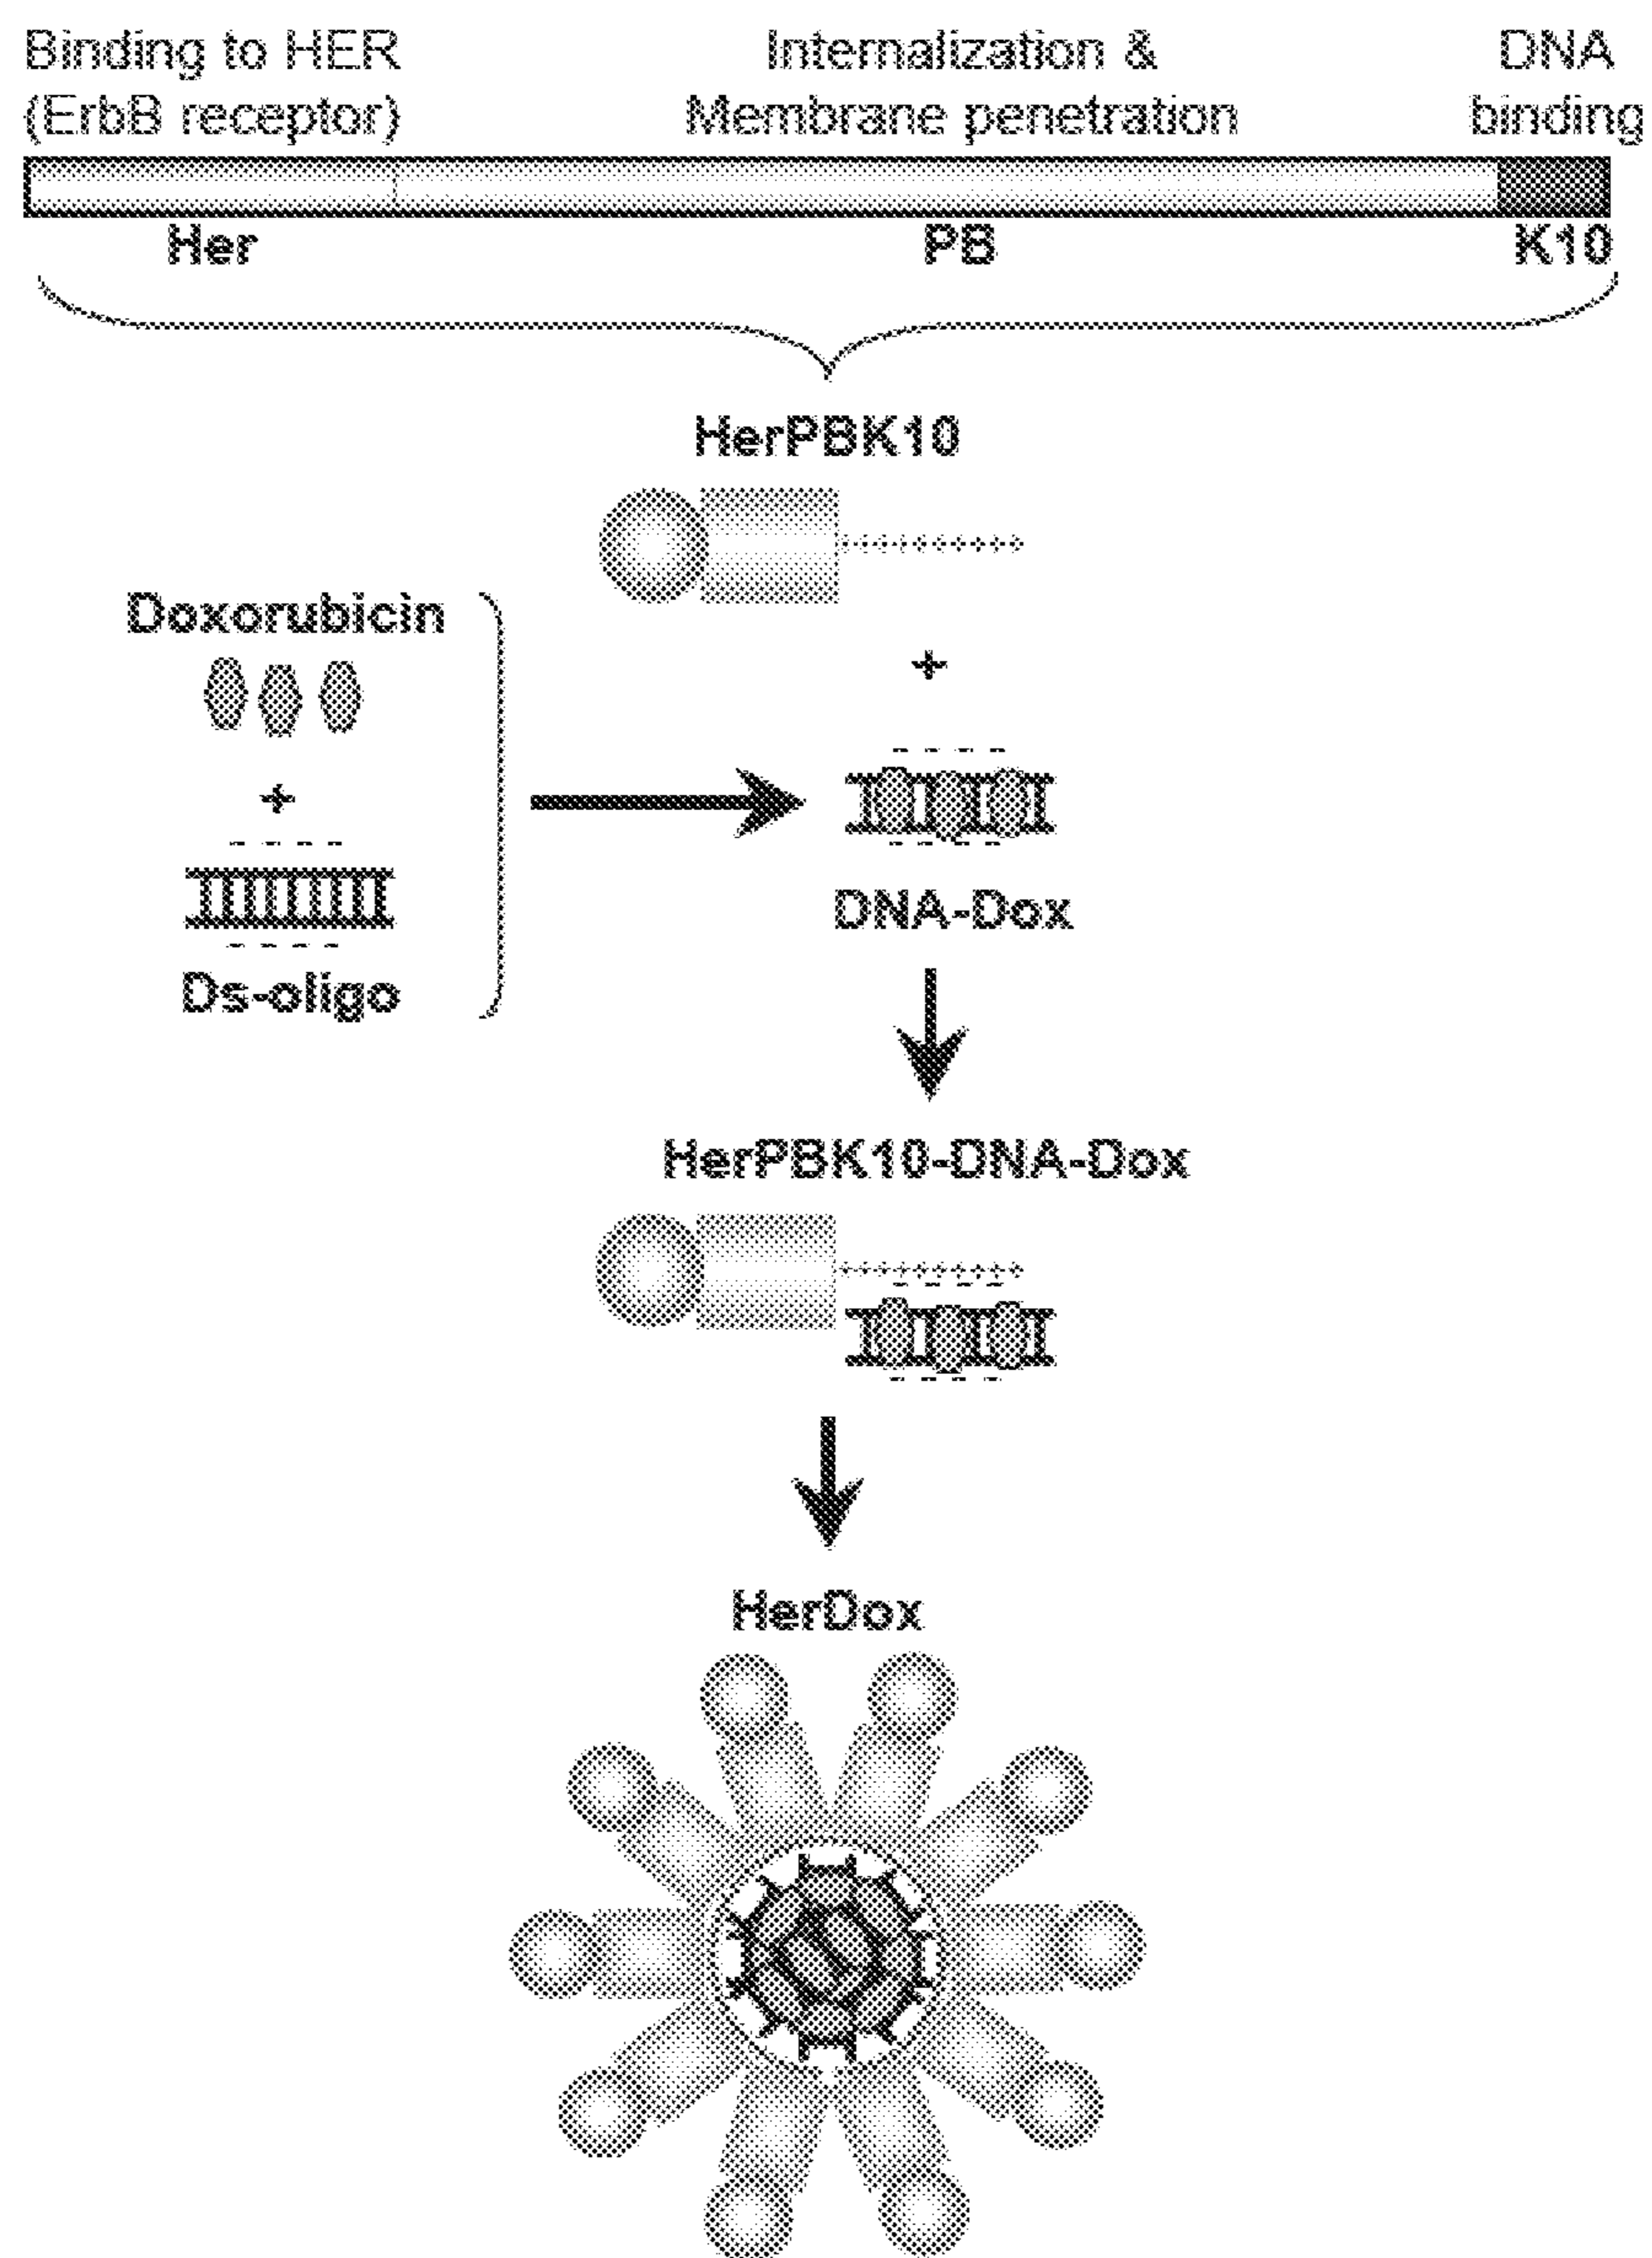 Binding to HER
(ErbB receptor)
Internalization &
Membrane penetration
DNA
binding
Her
PB
K10
HerPBK10
Doxorubicin
+
+
Ds-oligo
DNA-Dox
HerPBK10-DNA-Dox
HerDox